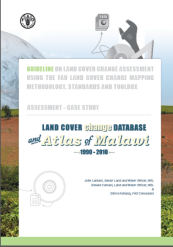 GUIDELINE ON LAND COVER CHANGE ASSESSMENT
USING THE FAO LAND COVER CHANGE MAPPING
METHODOLOGY, STANDARDS AND TOOLBOX
ASSESSMENT - CASE STUDY
LAND COVER change DATABASE
and Atlas of Malawi
1990 - 2010